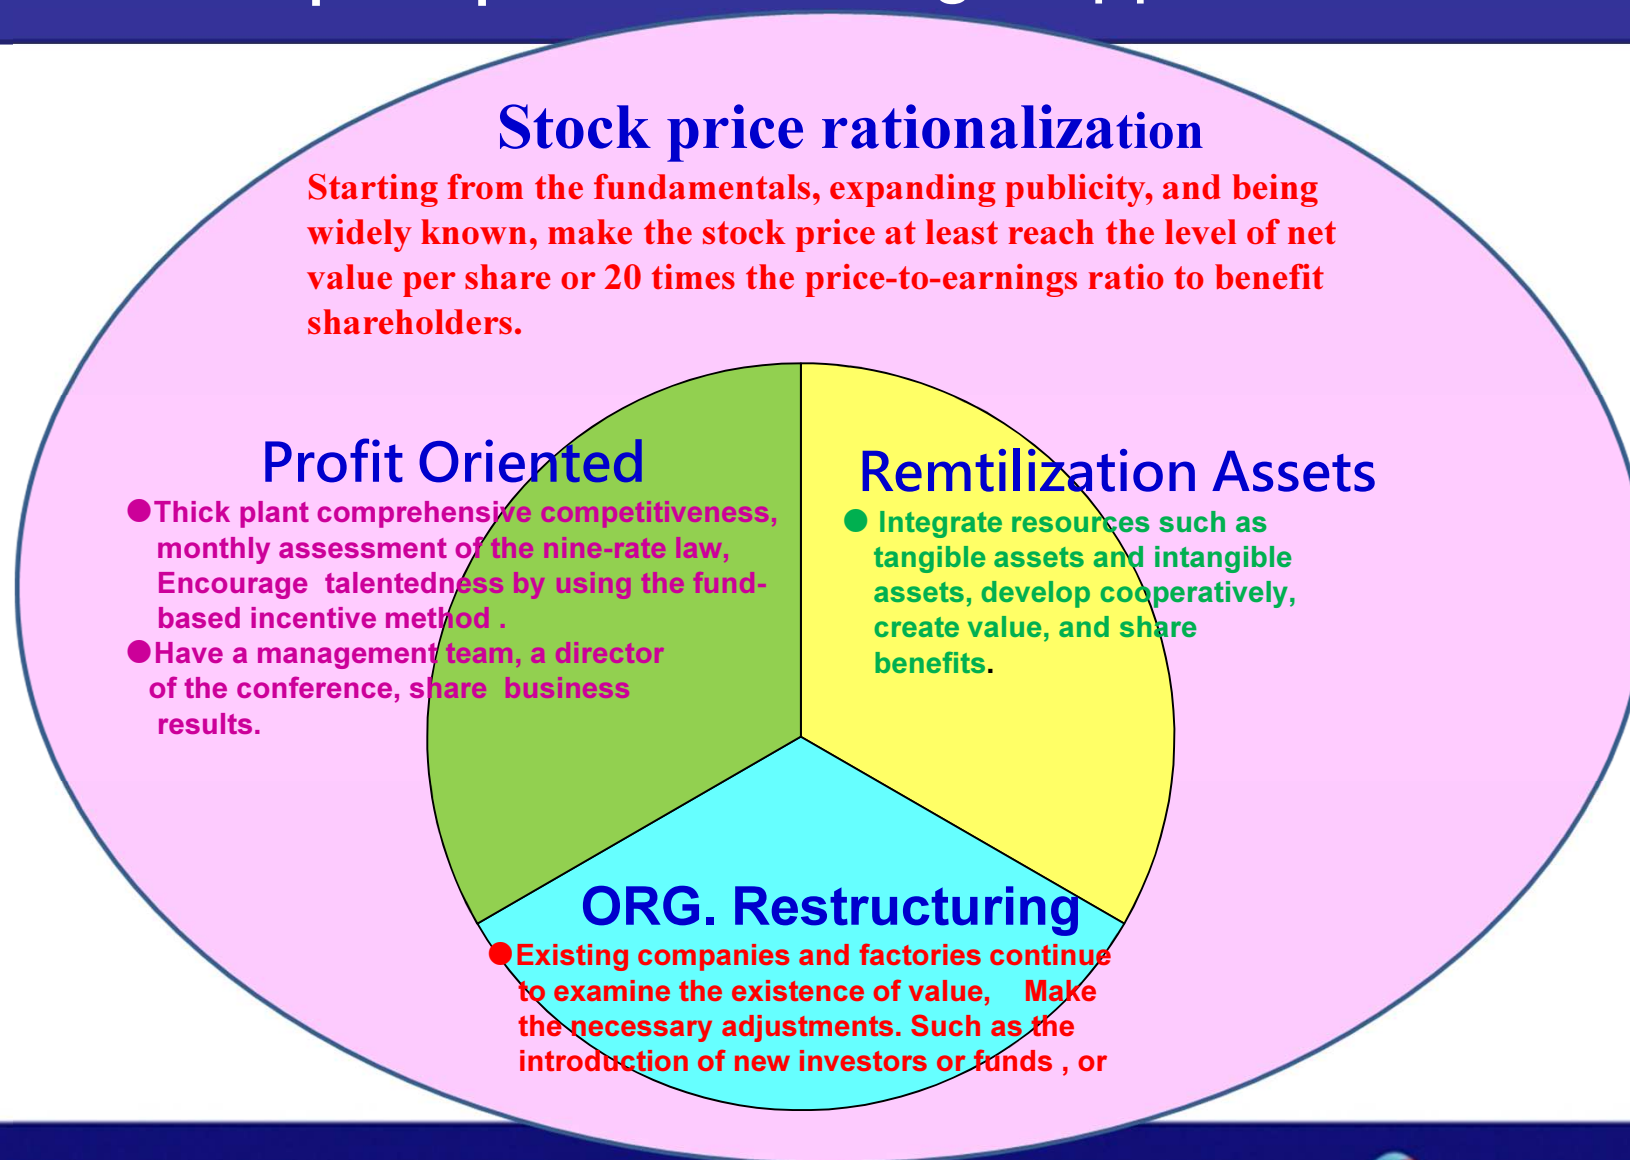 Stock price rationalization
Starting from the fundamentals, expanding publicity, and being
widely known, make the stock price at least reach the level of net
value per share or 20 times the price-to-earnings ratio to benefit
shareholders.
Profit Oriented
●Thick plant comprehensive competitiveness,
monthly assessment of the nine-rate law,
Encourage talentedness by using the fund-
based incentive method .
●Have a management team, a director
of the conference, share business
results.
Remtilization Assets
● Integrate resources such as
tangible assets and intangible
assets, develop cooperatively,
create value, and share
benefits.
ORG. Restructuring
●Existing companies and factories continue
to examine the existence of value, Make
the necessary adjustments. Such as the
introduction of new investors or funds , or